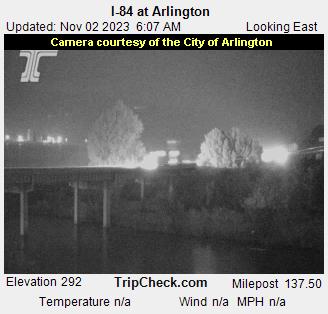 I-84 at Arlington
Updated: Nov 02 2023 6:07 AM Looking East
Camera courtesy of the City of Arlington
Elevation 292 TripCheck.com Milepost 137.50
Temperature n/a Wind n/a MPH n/a